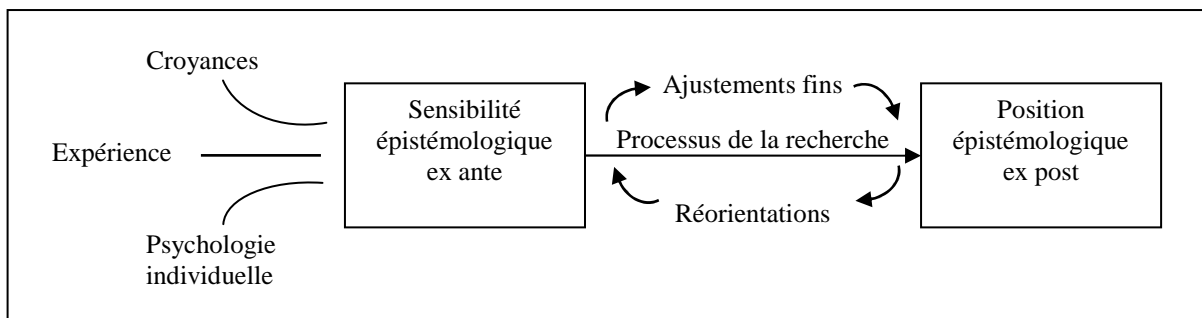 Croyances
Expérience
Psychologie
individuelle
Sensibilité
épistémologique
ex ante
Ajustements fins
Processus de la recherche
Réorientations
Position
épistémologique
ex post